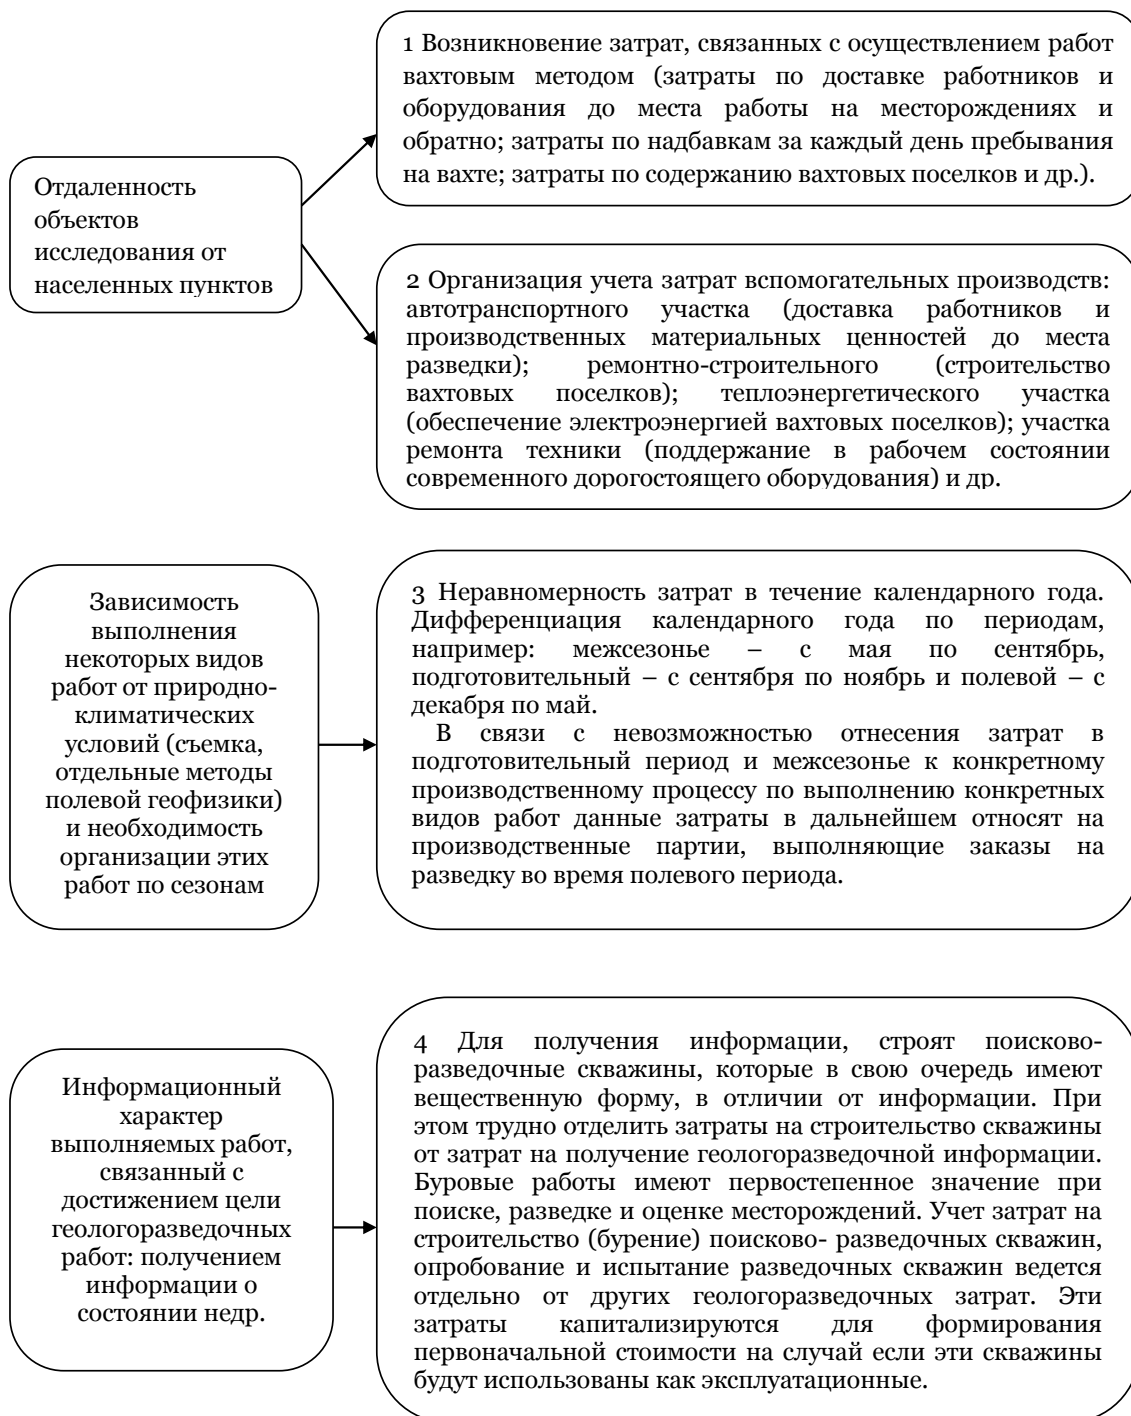 1 Возникновение затрат, связанных с осуществлением работ
вахтовым методом (затраты по доставке работников и
оборудования до места работы на месторождениях и
обратно; затраты по надбавкам за каждый день пребывания
на вахте; затраты по содержанию вахтовых поселков и др.).
Отдаленность
объектов
исследования от
населенных пунктов
2 Организация учета затрат вспомогательных производств:
автотранспортного участка (доставка работников и
производственных материальных ценностей до места
разведки); ремонтно-строительного (строительство
вахтовых поселков); теплоэнергетического участка
(обеспечение электроэнергией вахтовых поселков); участка
ремонта техники (поддержание в рабочем состоянии
современного дорогостоящего оборудования) и др.
Зависимость
выполнения
некоторых видов
работ от природно-
климатических
условий (съемка,
отдельные методы
полевой геофизики)
и необходимость
организации этих
работ по сезонам
3 Неравномерность затрат в течение календарного года.
Дифференциация календарного года по периодам,
например: межсезонье – с мая по сентябрь,
подготовительный – с сентября по ноябрь и полевой – с
декабря по май.
В связи с невозможностью отнесения затрат в
подготовительный период и межсезонье к конкретному
производственному процессу по выполнению конкретных
видов работ данные затраты в дальнейшем относят на
производственные партии, выполняющие заказы на
разведку во время полевого периода.
Информационный
характер
выполняемых работ,
связанный с
достижением цели
геологоразведочных
работ: получением
информации о
состоянии недр.
4 Для получения информации, строят поисково-
разведочные скважины, которые в свою очередь имеют
вещественную форму, в отличии от информации. При
этом трудно отделить затраты на строительство скважины
от затрат на получение геологоразведочной информации.
Буровые работы имеют первостепенное значение при
поиске, разведке и оценке месторождений. Учет затрат на
строительство (бурение) поисково- разведочных скважин,
опробование и испытание разведочных скважин ведется
отдельно от других геологоразведочных затрат. Эти
затраты капитализируются для формирования
первоначальной стоимости на случай если эти скважины
будут использованы как эксплуатационные.